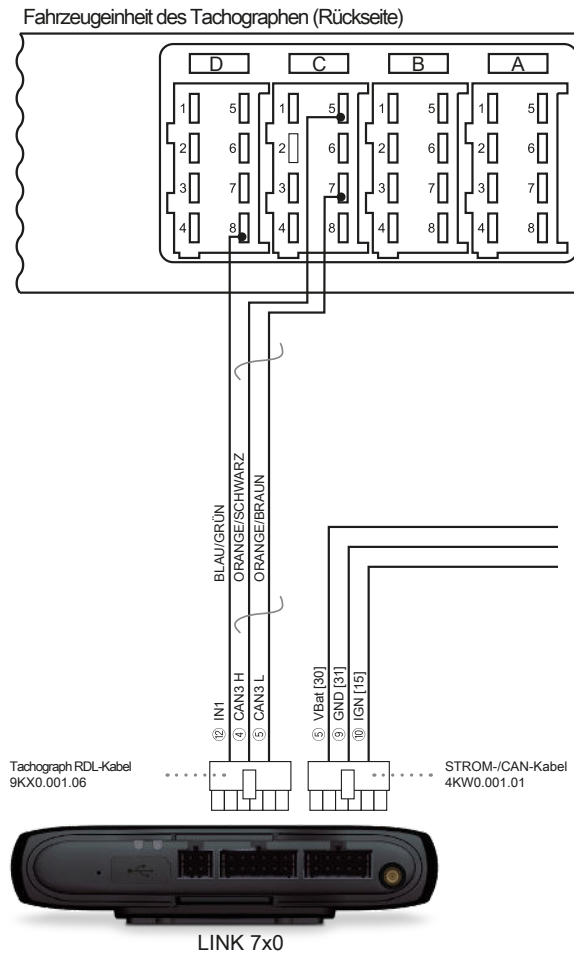 Fahrzeugeinheit des Tachographen (Rückseite)
D C B A
1 5 1 5 1 5 1 5
2 6 2 6 2 6 2 6
3 7 3 7 3 7 3 7
4 8 4 8 4 8 4 8
BLAU/GRÜN
ORANGE/SCHWARZ
ORANGE/BRAUN
⑫ IN1
④ CAN3 H
⑤ CAN3 L
⑤ VBat [30]
⑨ GND [31]
⑩ IGN [15]
Tachograph RDL-Kabel
9KX0.001.06
STROM-/CAN-Kabel
4KW0.001.01
LINK 7x0